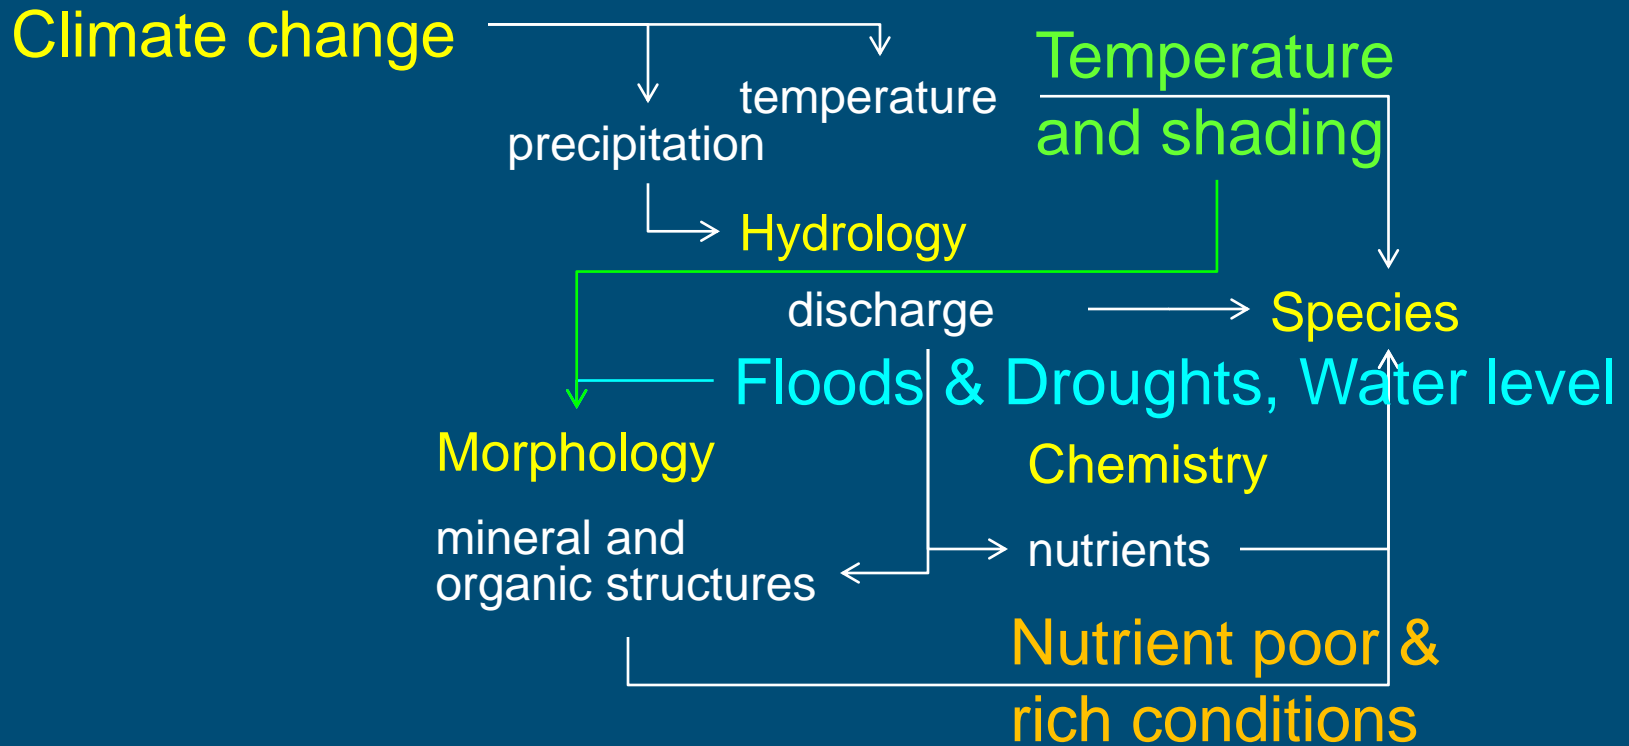 Climate change
temperature
precipitation
Temperature
and shading
Hydrology
discharge
Species
Floods & Droughts, Water level
Morphology
Chemistry
mineral and
organic structures
nutrients
Nutrient poor &
rich conditions